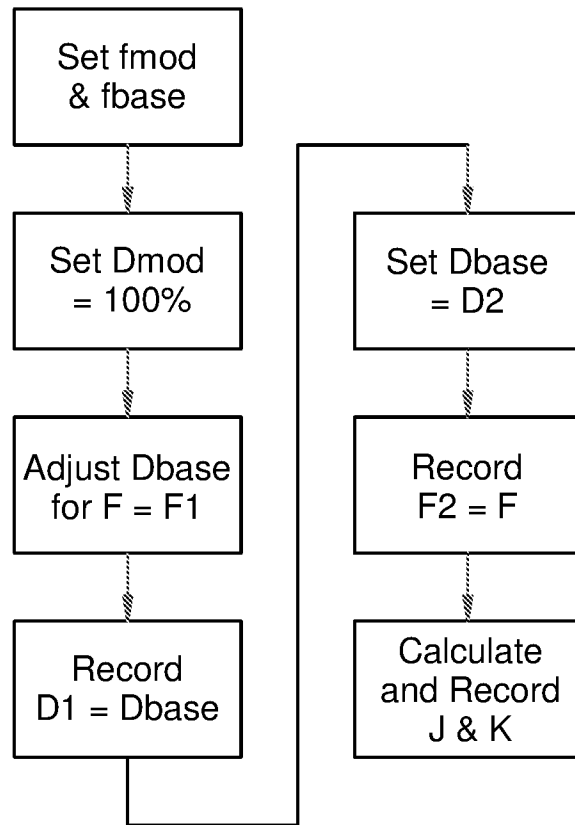 Set fmod
& fbase
Set Dmod
= 100%
Adjust Dbase
for F = F1
Record
D1 = Dbase
Set Dbase
= D2
Record
F2 = F
Calculate
and Record
J & K